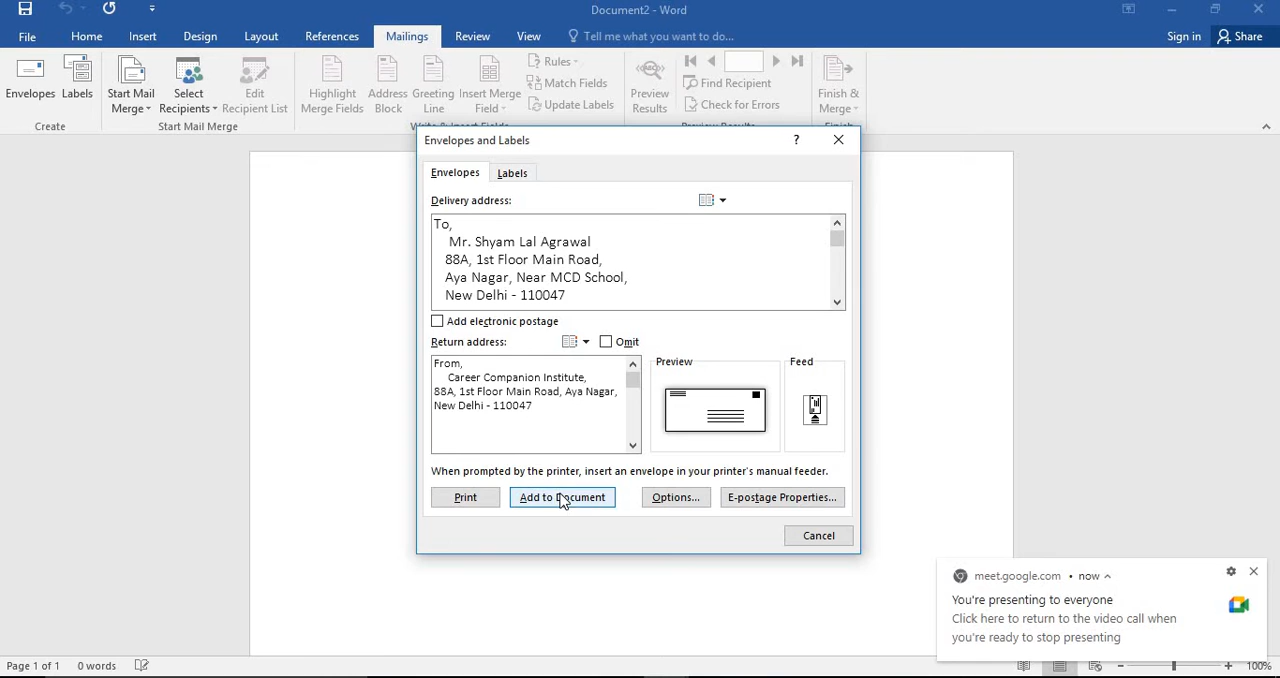 Document2 - Word
File Home Insert Design Layout References Mailings Review View Tell me what you want to do... Sign in Share
Envelopes Labels Start Mail Merge Select Recipients Edit Recipient List Highlight Merge Fields Address Block Greeting Line Insert Merge Field Rules Match Fields Update Labels Preview Results Find Recipient Check for Errors Finish & Merge
Create Start Mail Merge Write & Insert Fields Preview Results Finish
Envelopes and Labels ?
Envelopes Labels
Delivery address:
To,
Mr. Shyam Lal Agrawal
88A, 1st Floor Main Road,
Aya Nagar, Near MCD School,
New Delhi - 110047
Add electronic postage
Return address: Omit
From,
Career Companion Institute,
88A, 1st Floor Main Road, Aya Nagar,
New Delhi - 110047
Preview Feed
When prompted by the printer, insert an envelope in your printer's manual feeder.
Print Add to Document Options... E-postage Properties...
Cancel
meet.google.com • now
You're presenting to everyone
Click here to return to the video call when
you're ready to stop presenting
Page 1 of 1 0 words 100%